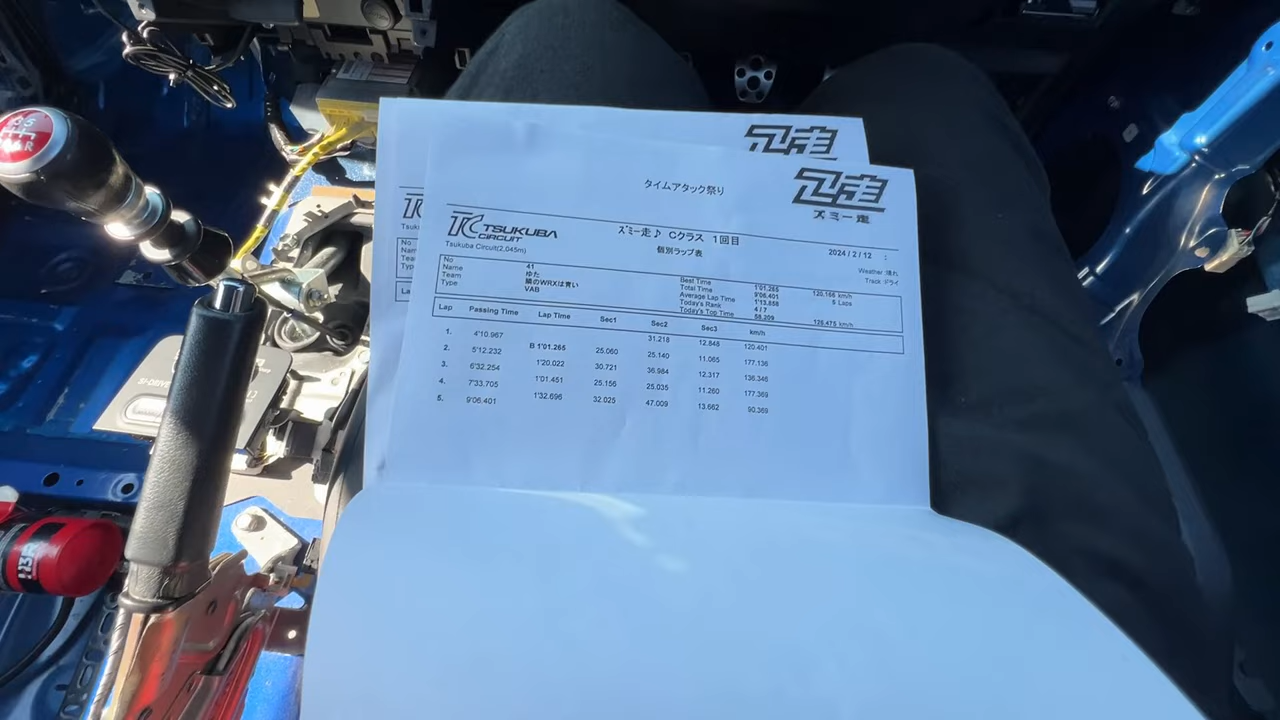 タイムアタック祭り
ズミー走
TC TSUKUBA CIRCUIT
ズミー走♪ Cクラス 1回目
2024 / 2 / 12 :
Tsukuba Circuit(2,045m)
個別ラップ表
Weather :晴れ
Track :ドライ
No 41
Name ゆた
Team 隣のWRXは青い
Type VAB
Best Time 1'01.265 120.166 km/h
Total Time 9'06.401 5 Laps
Average Lap Time 1'13.858
Today's Rank 4 / 7
Today's Top Time 58.209 126.475 km/h
Lap Passing Time Lap Time Sec1 Sec2 Sec3 km/h
1. 4'10.967 31.218 12.848 120.401
2. 5'12.232 B 1'01.265 25.060 25.140 11.065 177.136
3. 6'32.254 1'20.022 30.721 36.984 12.317 136.346
4. 7'33.705 1'01.451 25.156 25.035 11.260 177.369
5. 9'06.401 1'32.696 32.025 47.009 13.662 90.369